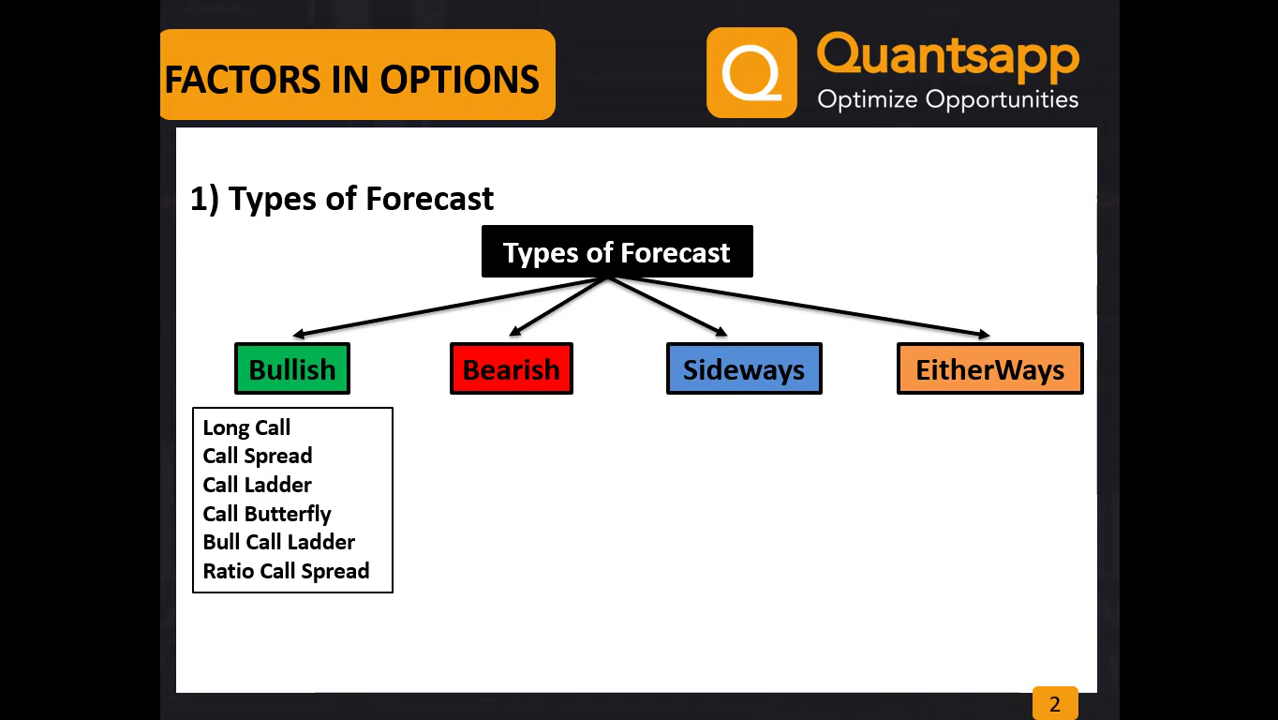 FACTORS IN OPTIONS
Q
Quantsapp
Optimize Opportunities
1) Types of Forecast
Types of Forecast
Bullish
Bearish
Sideways
EitherWays
Long Call
Call Spread
Call Ladder
Call Butterfly
Bull Call Ladder
Ratio Call Spread
2